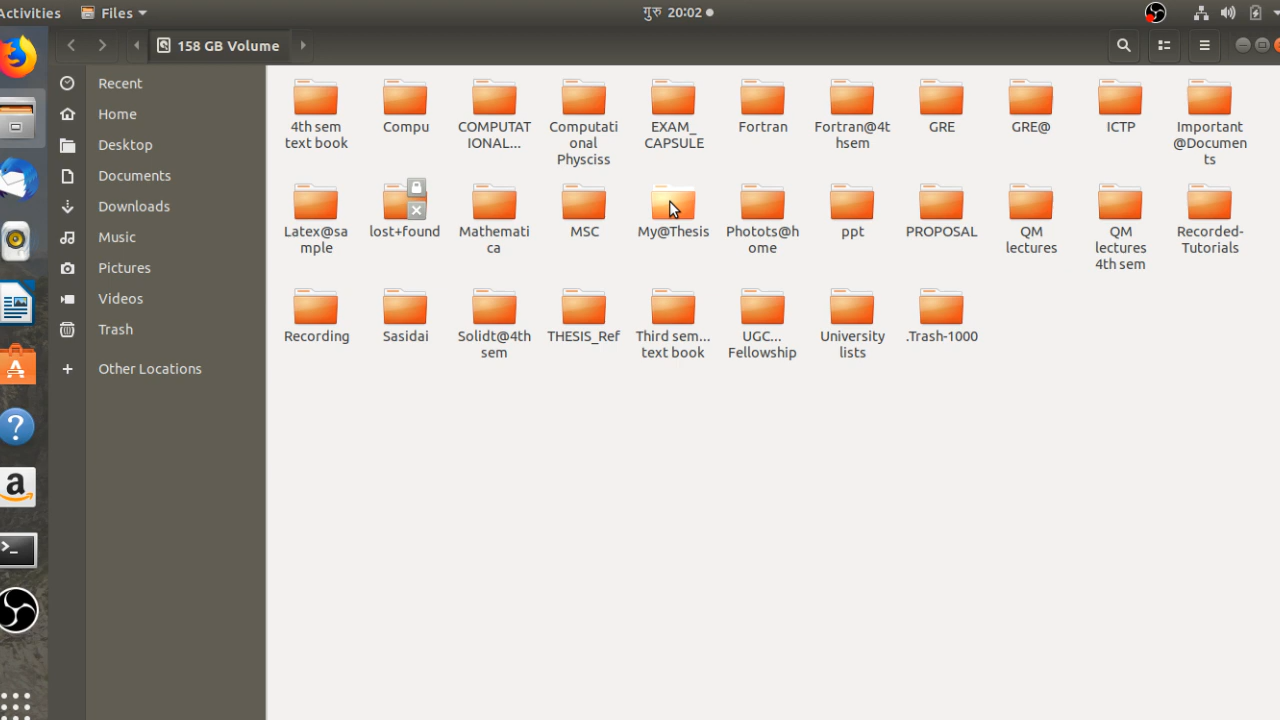 Activities Files गुरु 20:02
158 GB Volume
Recent
Home
Desktop
Documents
Downloads
Music
Pictures
Videos
Trash
Other Locations
4th sem
text book
Compu
COMPUTAT
IONAL...
Computati
onal
Physciss
EXAM_
CAPSULE
Fortran
Fortran@4t
hsem
GRE
GRE@
ICTP
Important
@Documen
ts
Latex@sa
mple
lost+found
Mathemati
ca
MSC
My@Thesis
Photots@h
ome
ppt
PROPOSAL
QM
lectures
QM
lectures
4th sem
Recorded-
Tutorials
Recording
Sasidai
Solidt@4th
sem
THESIS_Ref
Third sem...
text book
UGC...
Fellowship
University
lists
.Trash-1000